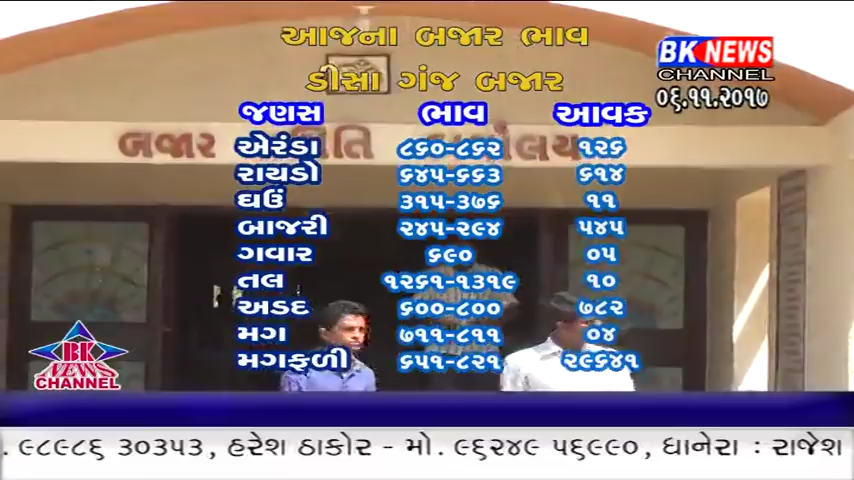 આજના બજાર ભાવ
ડીસા ગંજ બજાર
BK NEWS
CHANNEL
૦૬.૧૧.૨૦૧૭
જણસ ભાવ આવક
બજાર
એરંડા ૮૬૦-૮૬૨ ૧૨૬
રાયડો ૬૪૫-૬૬૩ ૬૧૪
ઘઉં ૩૧૫-૩૭૬ ૧૧
બાજરી ૨૪૫-૨૯૪ ૫૪૫
ગવાર ૬૯૦ ૦૫
તલ ૧૨૬૧-૧૩૧૯ ૧૦
અડદ ૬૦૦-૮૦૦ ૭૮૨
મગ ૭૧૧-૮૧૧ ૦૪
મગફળી ૬૫૧-૮૨૧ ૨૯૬૪૧
BK
NEWS
CHANNEL
. ૯૮૯૮૬ ૩૦૩૫૩, હરેશ ઠાકોર - મો. ૯૬૨૪૯ ૫૬૯૯૦, ધાનેરા : રાજેશ